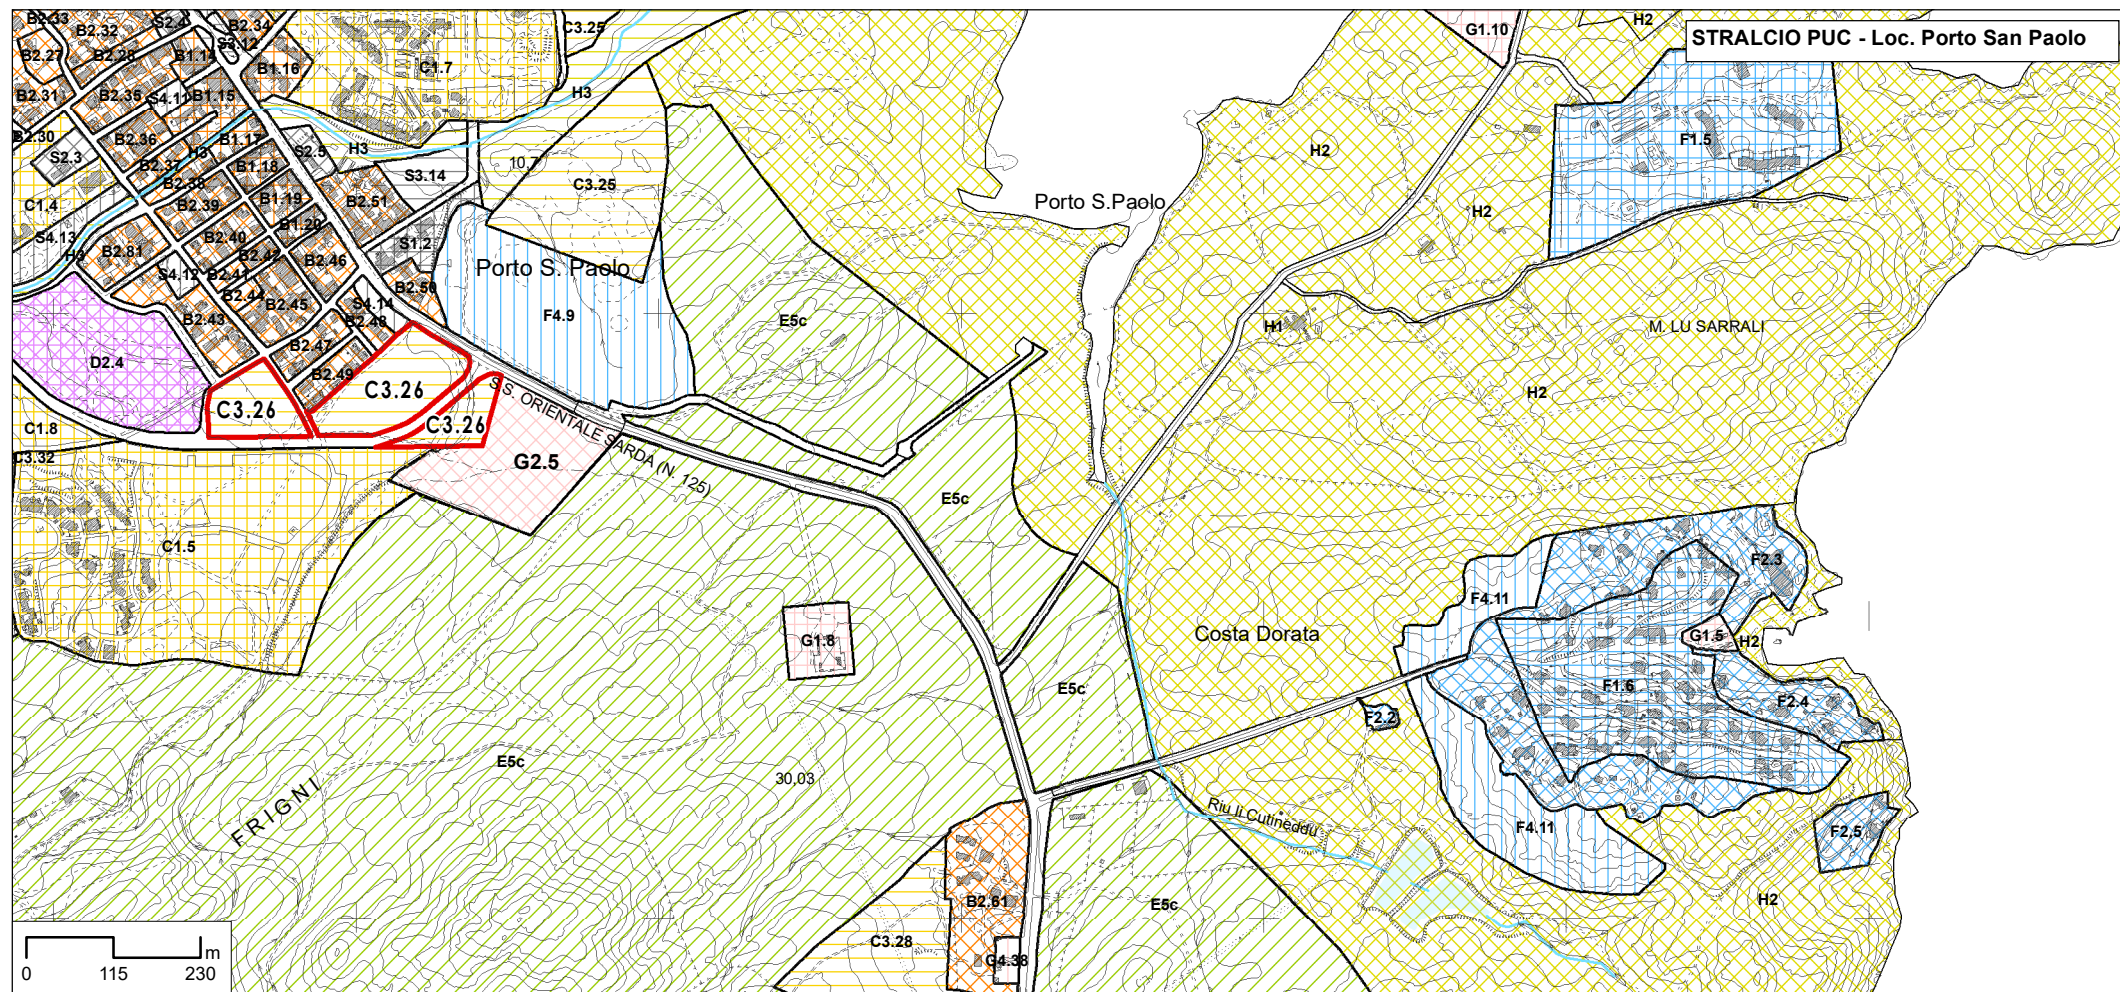 STRALCIO PUC - Loc. Porto San Paolo
B2.33
B2.32
S2.4
B2.34
S3.12
C3.25
G1.10
H2
B2.27
B2.28
B1.14
B1.16
C1.7
B2.31
B2.35
S4.11
B1.15
H3
F1.5
B2.30
B2.36
B1.17
S2.5
H3
H2
S2.3
B2.37
H3
B1.18
10,7
S3.14
C3.25
B2.38
C1.4
B2.39
B1.19
B2.51
Porto S.Paolo
H2
S4.13
B2.40
B1.20
S1.2
H3
B2.81
B2.42
B2.46
Porto S. Paolo
S4.12
B2.41
B2.44
B2.45
S4.14
B2.50
B2.43
B2.48
F4.9
E5c
H1
M. LU SARRALI
D2.4
B2.47
B2.49
C3.26
C3.26
C3.26
S.S. ORIENTALE SARDA (N. 125)
H2
C1.8
C3.32
G2.5
E5c
C1.5
F2.3
F4.11
G1.8
Costa Dorata
G1.5
H2
E5c
F1.6
F2.4
F2.2
E5c
30,03
FRIGNI
Riu li Cutineddu
F4.11
F2.5
B2.61
E5c
H2
C3.28
G4.38
m
0 115 230